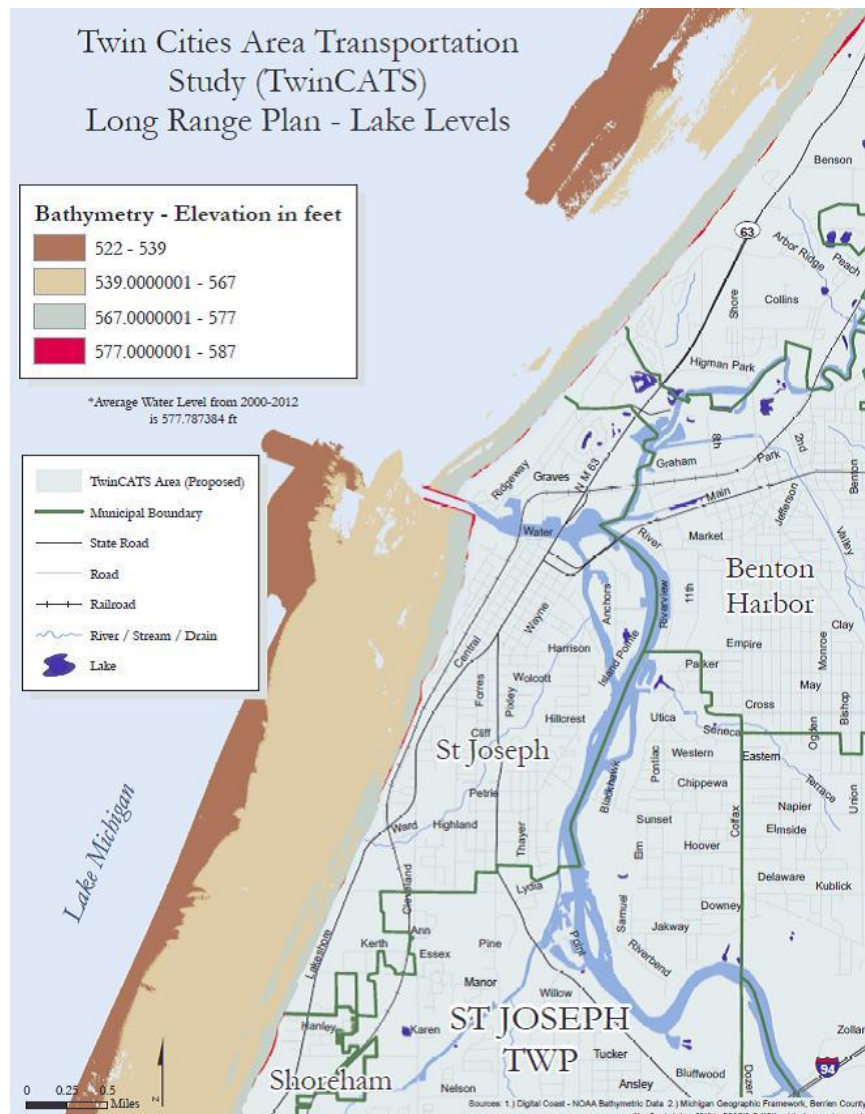 Twin Cities Area Transportation
Study (TwinCATS)
Long Range Plan - Lake Levels
Bathymetry - Elevation in feet
522 - 539
539.0000001 - 567
567.0000001 - 577
577.0000001 - 587
*Average Water Level from 2000-2012
is 577.787384 ft
TwinCATS Area (Proposed)
Municipal Boundary
State Road
Road
Railroad
River / Stream / Drain
Lake
Benson
63
Arbor Ridge
Peach
Shore
Collins
Higman Park
Ridgeway
Graves
N M 63
Graham
8th
Park
2nd
Main
Jefferson
Benton
Water
River
Market
Valley
Benton
Harbor
Anchors
Riverview
11th
Wayne
Central
Harrison
Island Pointe
Empire
Clay
Monroe
Parker
Wolcott
Forres
Pixley
May
Cross
Bishop
Ogden
Hillcrest
Utica
Seneca
Cliff
St Joseph
Western
Eastern
Pontiac
Chippewa
Terrace
Union
Petrie
Blackhawk
Napier
Colfax
Sunset
Elmside
Ward
Highland
Thayer
Elm
Hoover
Lake Michigan
Cleveland
Lydia
Delaware
Kublick
Samuel
Downey
Ann
Kerth
Essex
Pine
Point
Jakway
Lakeshore
Riverbend
Manor
Willow
Hanley
Karen
ST JOSEPH
TWP
Zollar
Tucker
94
Shoreham
Bluffwood
Dozer
Nelson
Ansley
0 0.25 0.5
Miles
N
Sources: 1.) Digital Coast - NOAA Bathymetric Data 2.) Michigan Geographic Framework, Berrien County